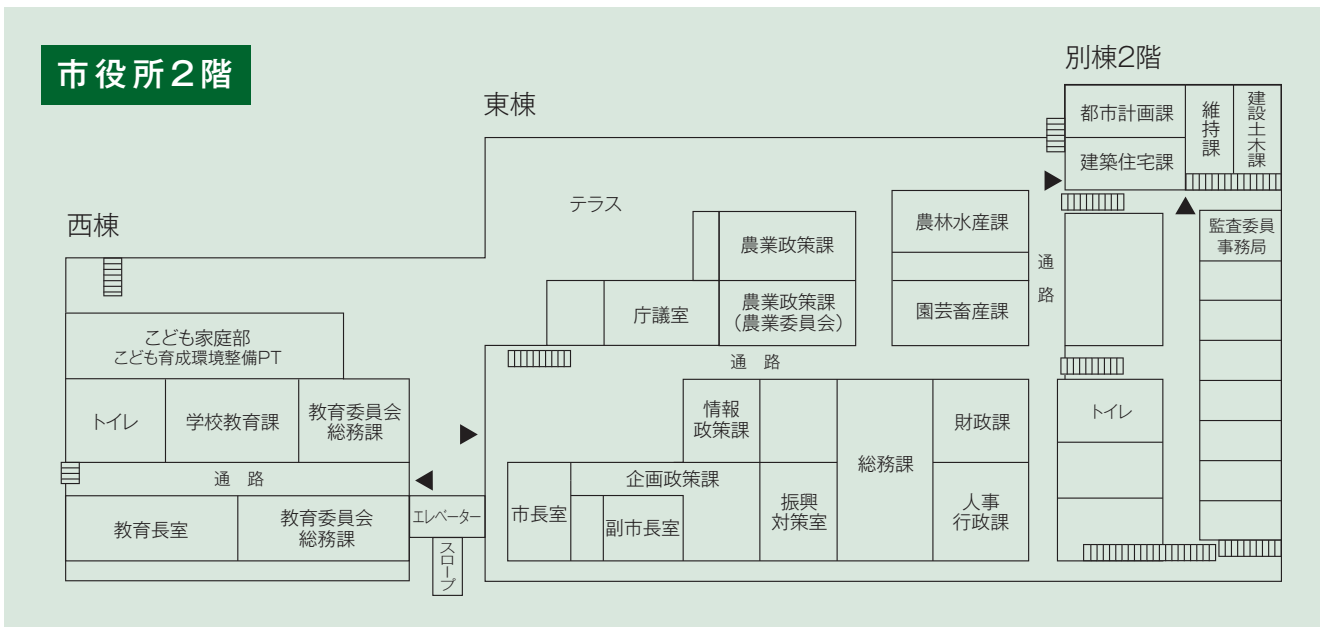 市役所2階
別棟2階
都市計画課
維持課
建設土木課
建築住宅課
東棟
テラス
農業政策課
農林水産課
通路
監査委員
事務局
庁議室
農業政策課
(農業委員会)
園芸畜産課
通路
西棟
こども家庭部
こども育成環境整備PT
トイレ
学校教育課
教育委員会
総務課
通路
教育長室
教育委員会
総務課
エレベーター
スロープ
情報
政策課
総務課
財政課
トイレ
企画政策課
市長室
副市長室
振興
対策室
人事
行政課